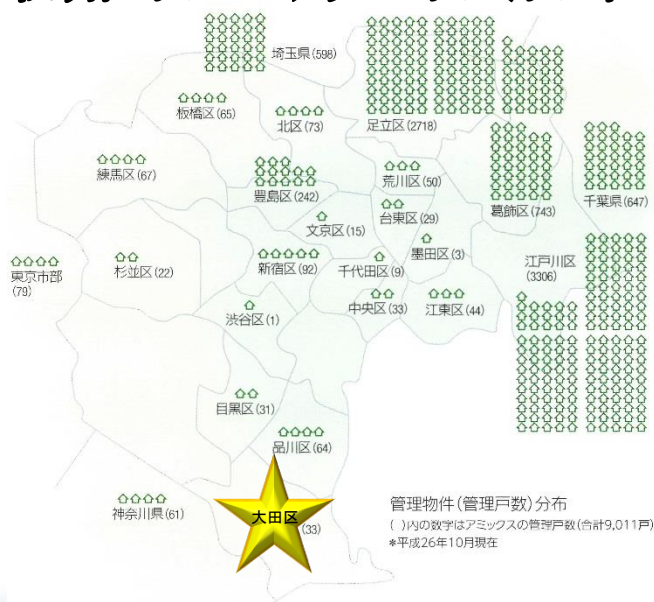 埼玉県(598)
板橋区(65)
北区(73)
足立区(2718)
練馬区(67)
豊島区(242)
荒川区(50)
葛飾区(743)
千葉県(647)
文京区(15)
台東区(29)
東京市部
(79)
杉並区(22)
新宿区(92)
千代田区(9)
墨田区(3)
江戸川区
(3306)
渋谷区(1)
中央区(33)
江東区(44)
目黒区(31)
品川区(64)
神奈川県(61)
大田区
(33)
管理物件(管理戸数)分布
( )内の数字はアミックスの管理戸数(合計9,011戸)
*平成26年10月現在